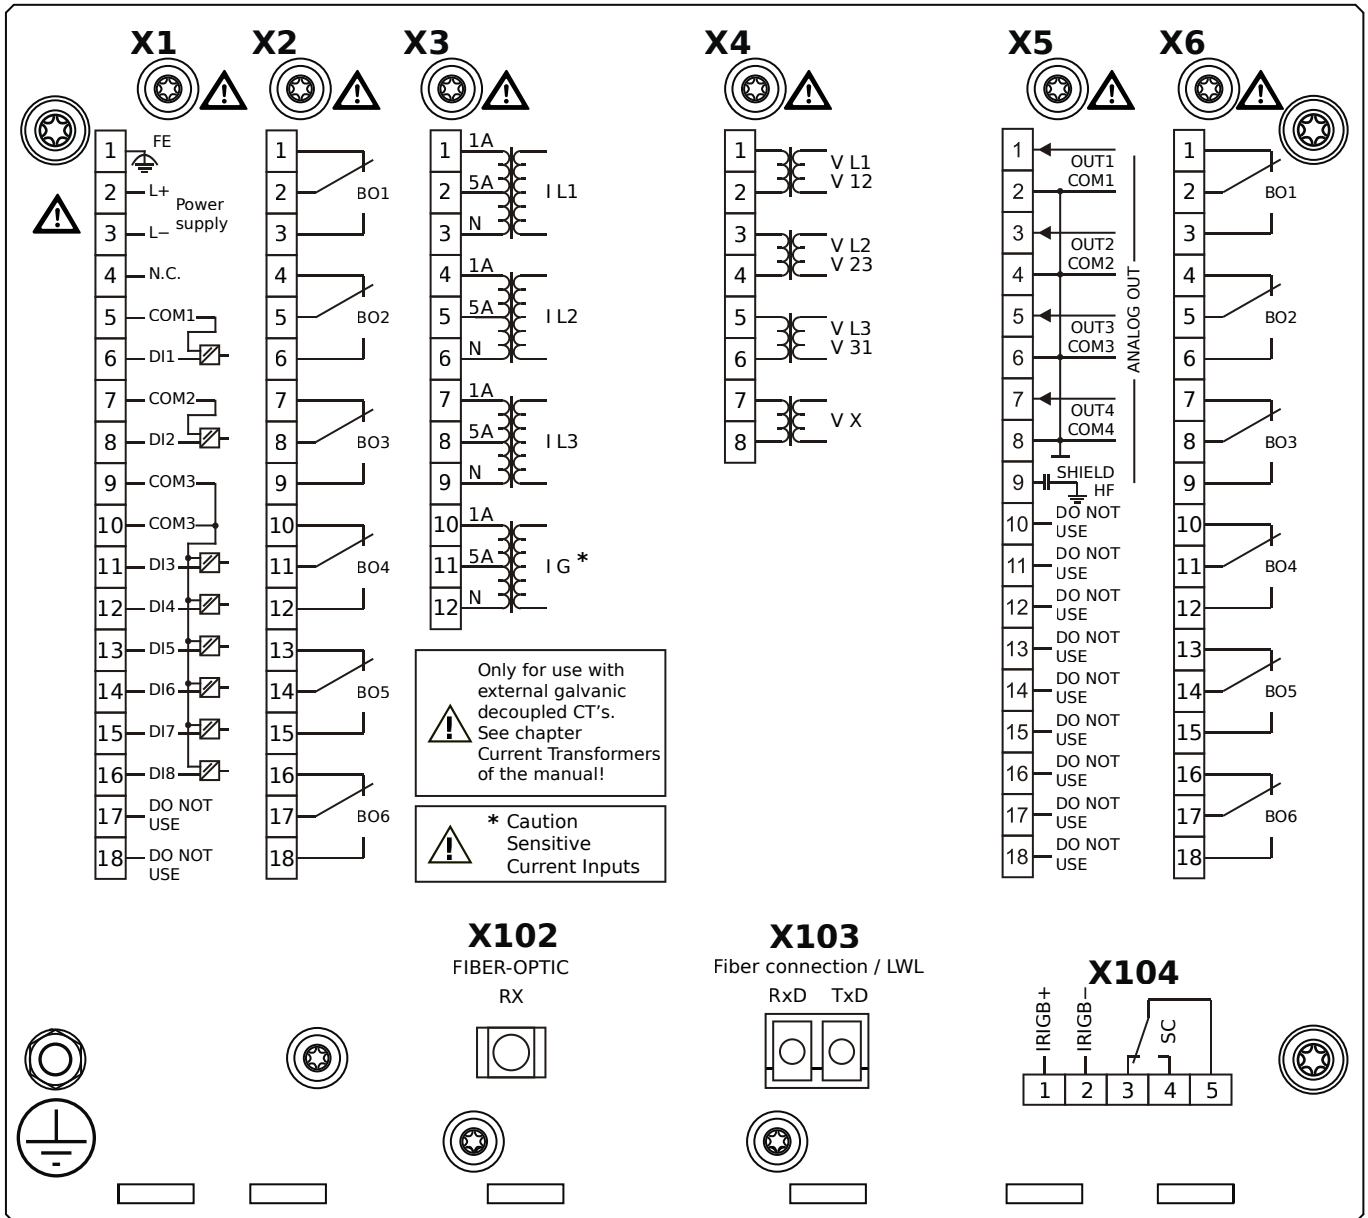 X1
X2
X3
X4
X5
X6
1 FE
2 L+
Power
supply
3 L−
4 N.C.
5 COM1
6 DI1
7 COM2
8 DI2
9 COM3
10 COM3
11 DI3
12 DI4
13 DI5
14 DI6
15 DI7
16 DI8
17 DO NOT
USE
18 DO NOT
USE
1
2 BO1
3
4
5 BO2
6
7
8 BO3
9
10
11 BO4
12
13
14 BO5
15
16
17 BO6
18
1 1A
2 5A I L1
3 N
4 1A
5 5A I L2
6 N
7 1A
8 5A I L3
9 N
10 1A
11 5A I G *
12 N
Only for use with
external galvanic
decoupled CT's.
See chapter
Current Transformers
of the manual!
* Caution
Sensitive
Current Inputs
1 V L1
2 V 12
3 V L2
4 V 23
5 V L3
6 V 31
7 V X
8
1 OUT1
2 COM1
3 OUT2
4 COM2
5 OUT3
6 COM3
7 OUT4
8 COM4
ANALOG OUT
9 SHIELD
HF
10 DO NOT
USE
11 DO NOT
USE
12 DO NOT
USE
13 DO NOT
USE
14 DO NOT
USE
15 DO NOT
USE
16 DO NOT
USE
17 DO NOT
USE
18 DO NOT
USE
1
2 BO1
3
4
5 BO2
6
7
8 BO3
9
10
11 BO4
12
13
14 BO5
15
16
17 BO6
18
X102
FIBER-OPTIC
RX
X103
Fiber connection / LWL
RxD TxD
X104
IRIGB+
IRIGB−
SC
1 2 3 4 5